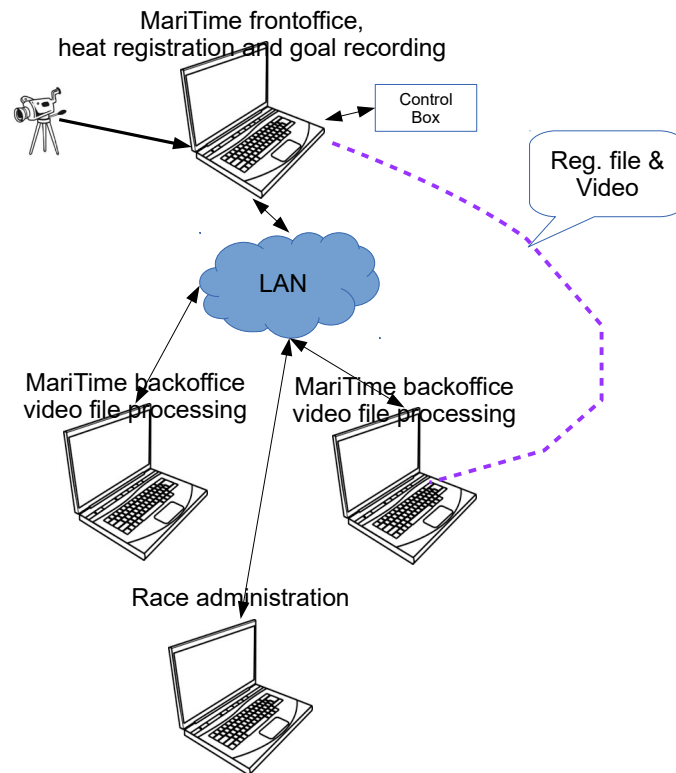 MariTime frontoffice,
heat registration and goal recording
Control
Box
Reg. file &
Video
LAN
MariTime backoffice
video file processing
MariTime backoffice
video file processing
Race administration